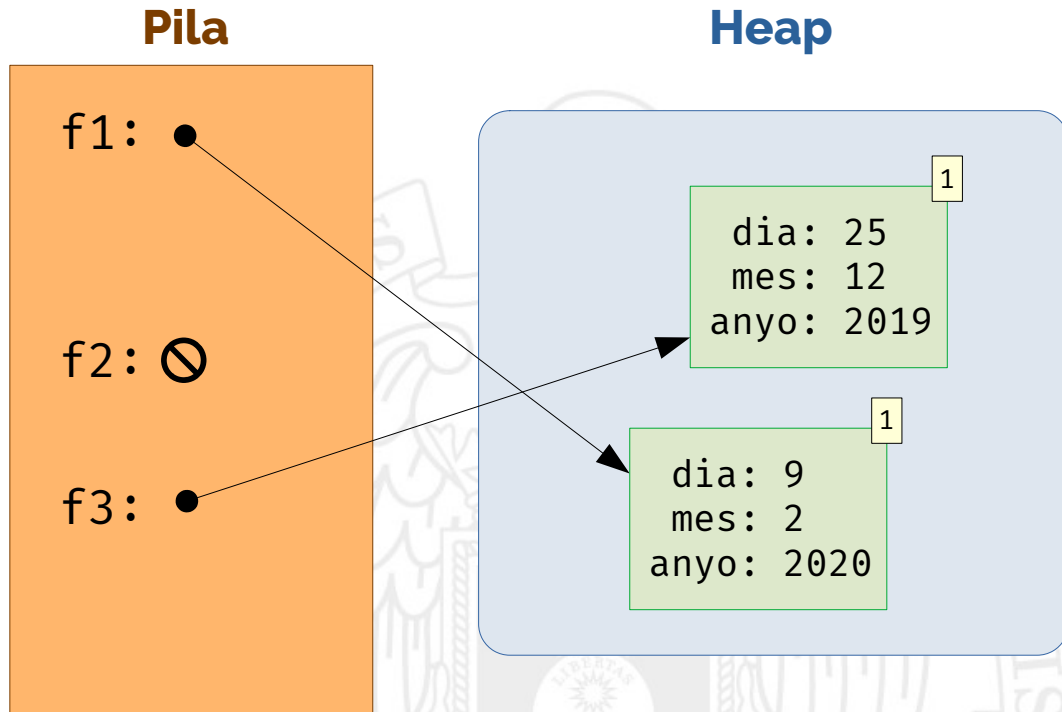 Pila
Heap
f1:
f2:
f3:
1
dia: 25
mes: 12
anyo: 2019
1
dia: 9
mes: 2
anyo: 2020
LIBERTAS